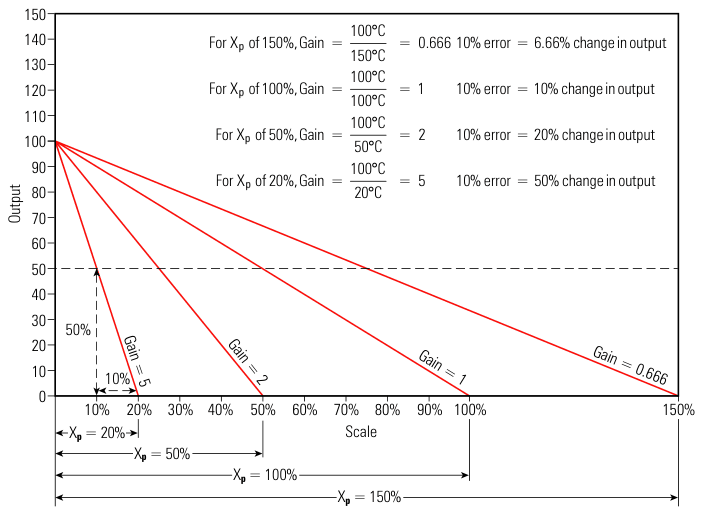 150
140
130
120
110
100
90
80
70
60
50
40
30
20
10
0
Output
For Xp of 150%, Gain = 100°C / 150°C = 0.666 10% error = 6.66% change in output
For Xp of 100%, Gain = 100°C / 100°C = 1 10% error = 10% change in output
For Xp of 50%, Gain = 100°C / 50°C = 2 10% error = 20% change in output
For Xp of 20%, Gain = 100°C / 20°C = 5 10% error = 50% change in output
50%
10%
Gain = 5
Gain = 2
Gain = 1
Gain = 0.666
10% 20% 30% 40% 50% 60% 70% 80% 90% 100% 150%
Scale
Xp = 20%
Xp = 50%
Xp = 100%
Xp = 150%